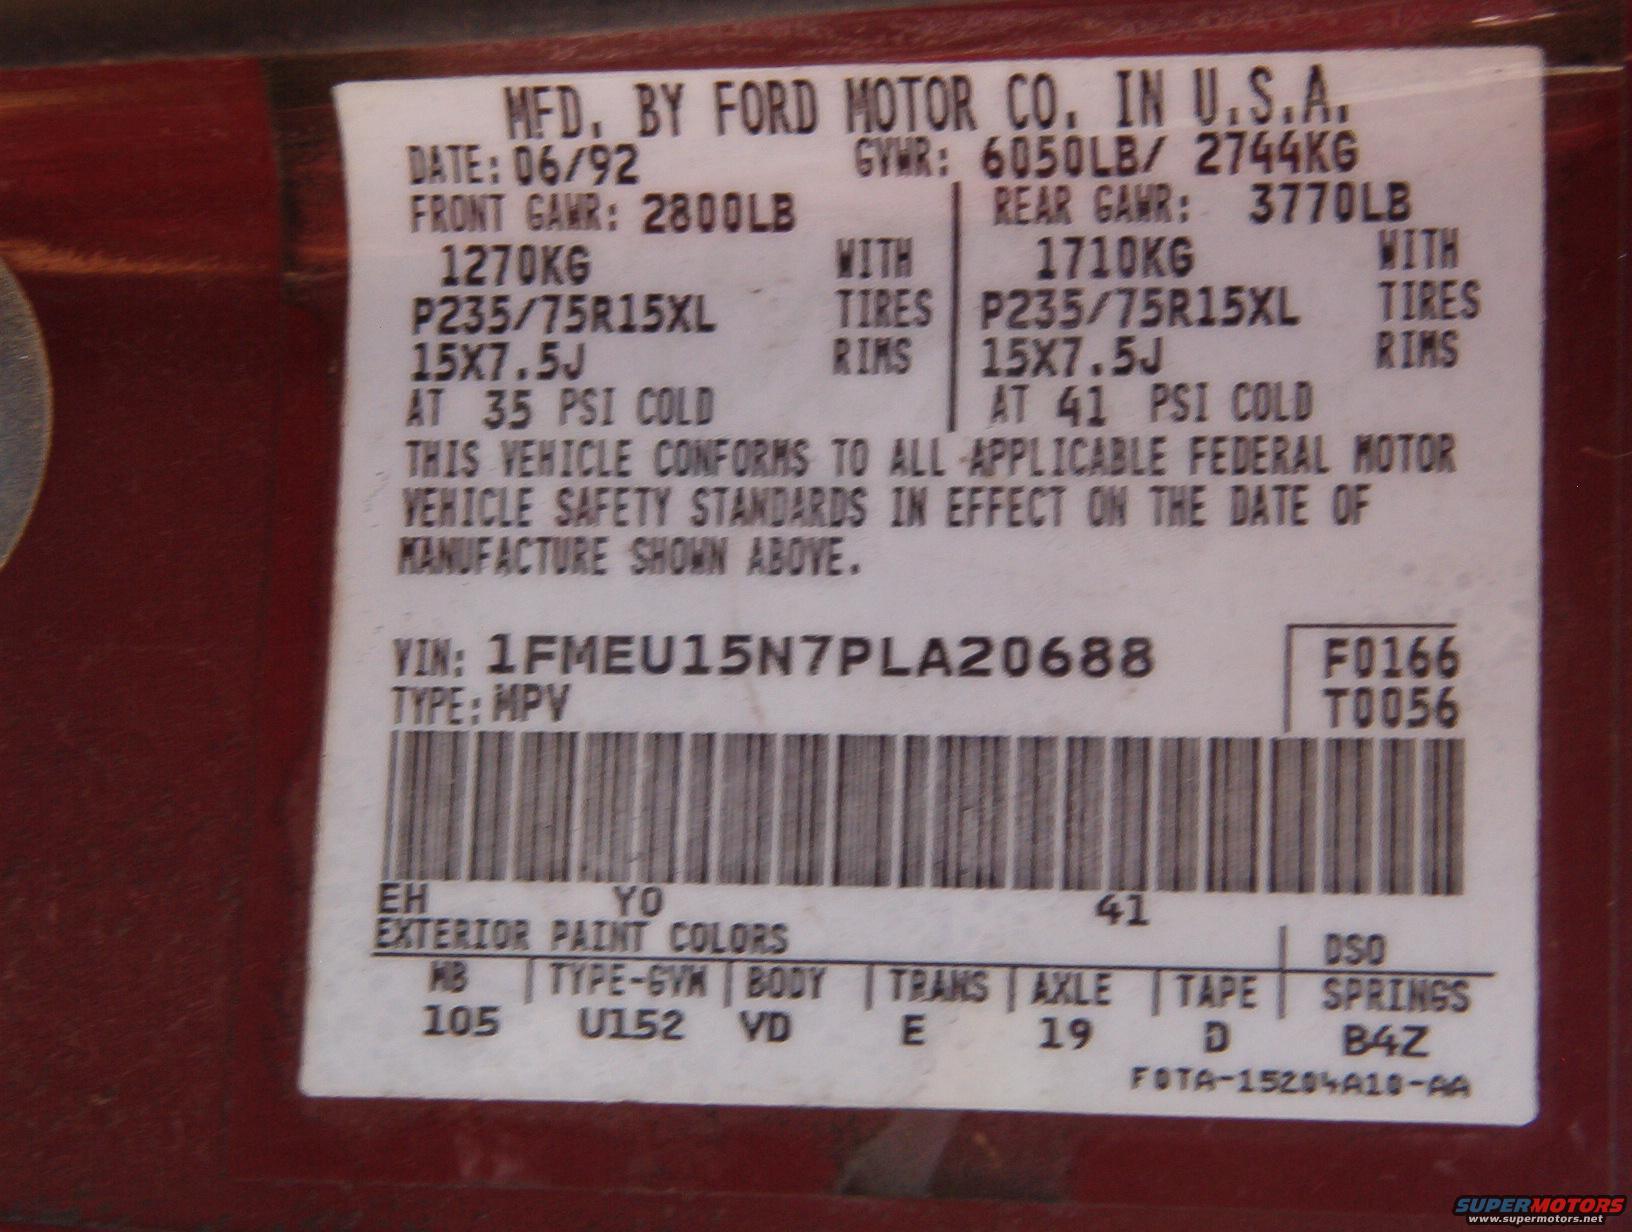 MFD. BY FORD MOTOR CO. IN U.S.A.
DATE: 06/92 GVWR: 6050LB/ 2744KG
FRONT GAWR: 2800LB REAR GAWR: 3770LB
1270KG WITH 1710KG WITH
P235/75R15XL TIRES P235/75R15XL TIRES
15X7.5J RIMS 15X7.5J RIMS
AT 35 PSI COLD AT 41 PSI COLD
THIS VEHICLE CONFORMS TO ALL APPLICABLE FEDERAL MOTOR
VEHICLE SAFETY STANDARDS IN EFFECT ON THE DATE OF
MANUFACTURE SHOWN ABOVE.
VIN: 1FMEU15N7PLA20688 F0166
TYPE: MPV T0056
EH YO 41
EXTERIOR PAINT COLORS DSO
WB TYPE-GVW BODY TRANS AXLE TAPE SPRINGS
105 U152 VD E 19 D B4Z
F0TA-15204A10-AA
SUPERMOTORS
www.supermotors.net